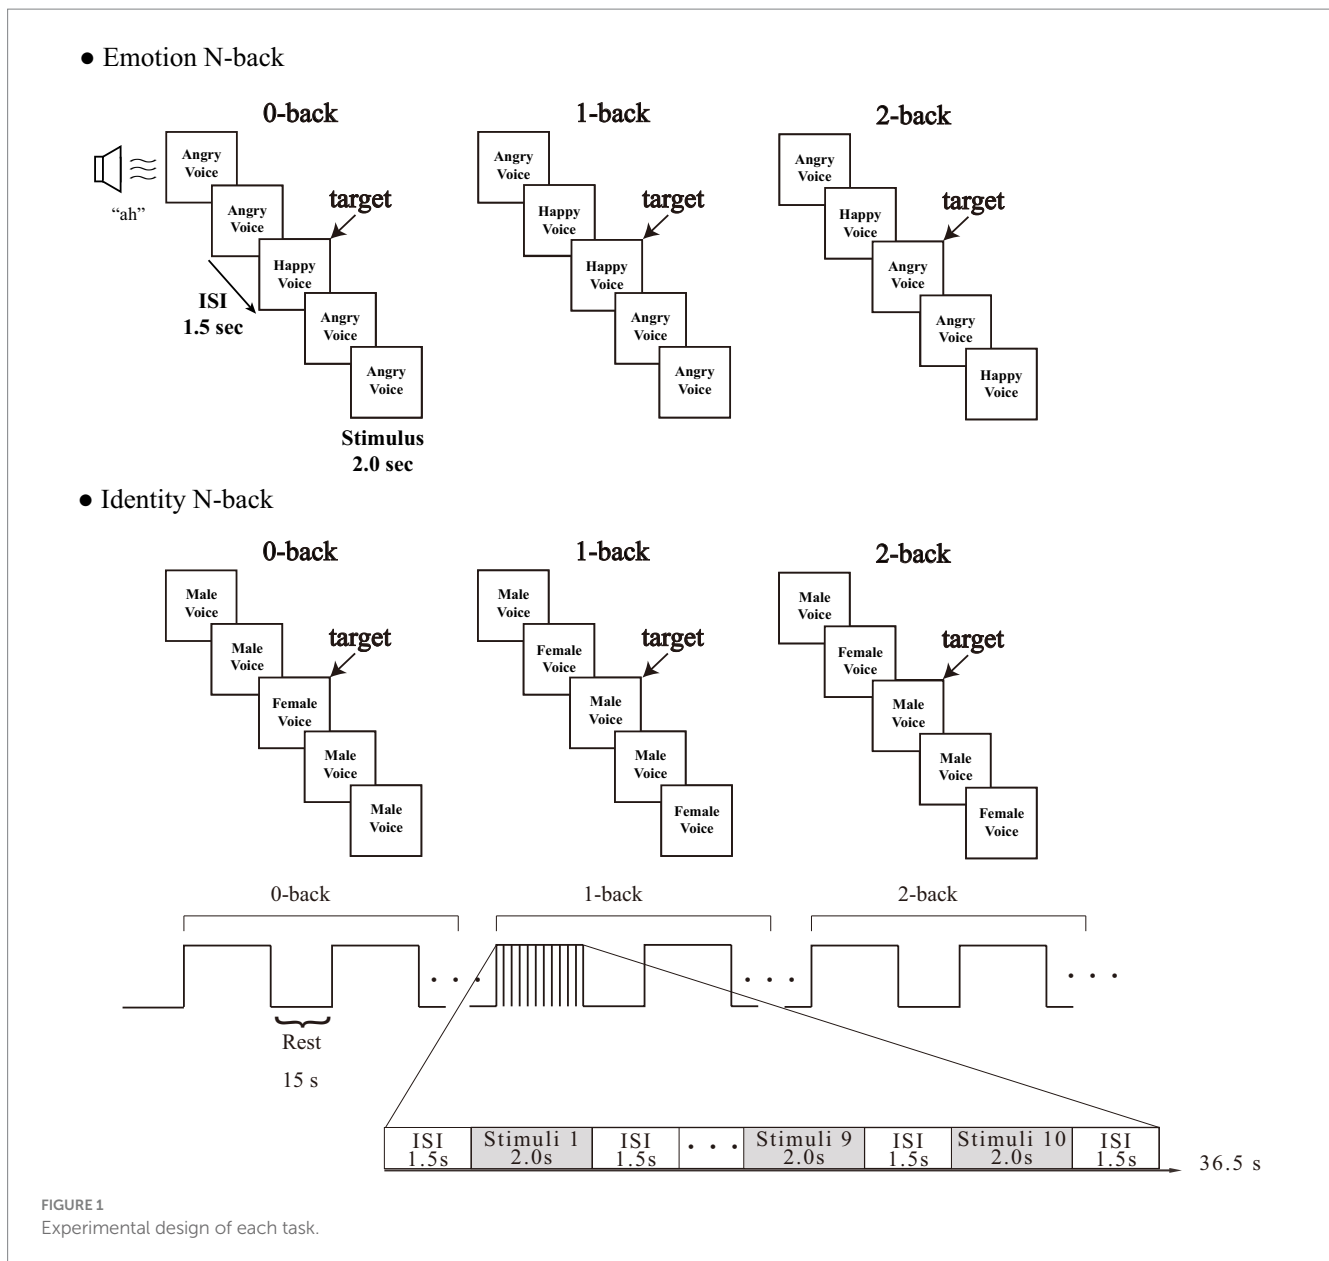 ● Emotion N-back
0-back
1-back
2-back
“ah”
Angry
Voice
Angry
Voice
target
Happy
Voice
Angry
Voice
Angry
Voice
ISI
1.5 sec
Stimulus
2.0 sec
Angry
Voice
Happy
Voice
target
Happy
Voice
Angry
Voice
Angry
Voice
Angry
Voice
Happy
Voice
target
Angry
Voice
Angry
Voice
Happy
Voice
● Identity N-back
0-back
1-back
2-back
Male
Voice
Male
Voice
target
Female
Voice
Male
Voice
Male
Voice
Male
Voice
Female
Voice
target
Male
Voice
Male
Voice
Female
Voice
Male
Voice
Female
Voice
target
Male
Voice
Male
Voice
Female
Voice
0-back
1-back
2-back
. . .
. . .
. . .
Rest
15 s
ISI
1.5s
Stimuli 1
2.0s
ISI
1.5s
. . .
Stimuli 9
2.0s
ISI
1.5s
Stimuli 10
2.0s
ISI
1.5s
36.5 s
FIGURE 1
Experimental design of each task.